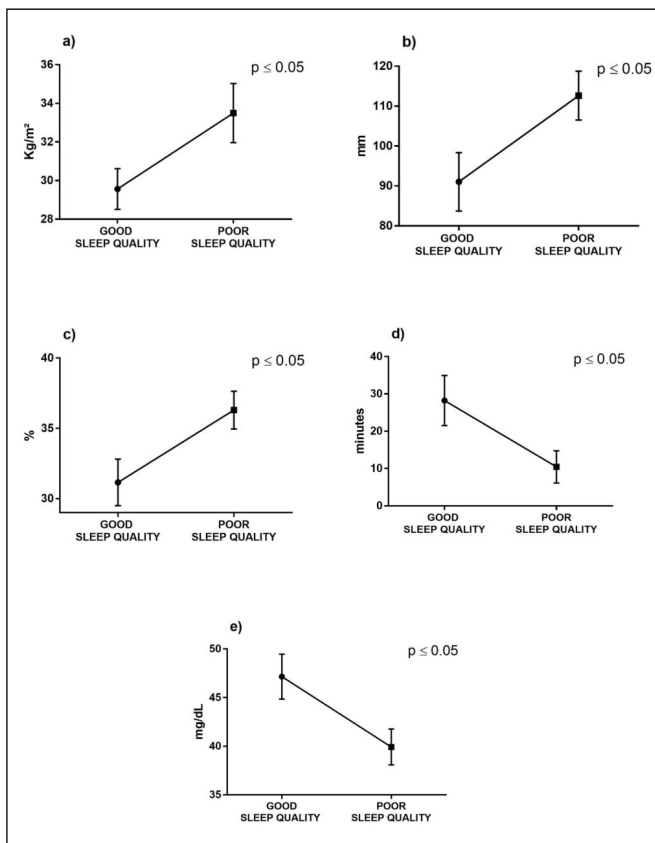 a)
p ≤ 0.05
36
34
32
30
28
Kg/m²
GOOD
SLEEP QUALITY
POOR
SLEEP QUALITY
b)
p ≤ 0.05
120
110
100
90
80
mm
GOOD
SLEEP QUALITY
POOR
SLEEP QUALITY
c)
p ≤ 0.05
40
35
30
%
GOOD
SLEEP QUALITY
POOR
SLEEP QUALITY
d)
p ≤ 0.05
40
30
20
10
0
minutes
GOOD
SLEEP QUALITY
POOR
SLEEP QUALITY
e)
p ≤ 0.05
50
45
40
35
mg/dL
GOOD
SLEEP QUALITY
POOR
SLEEP QUALITY